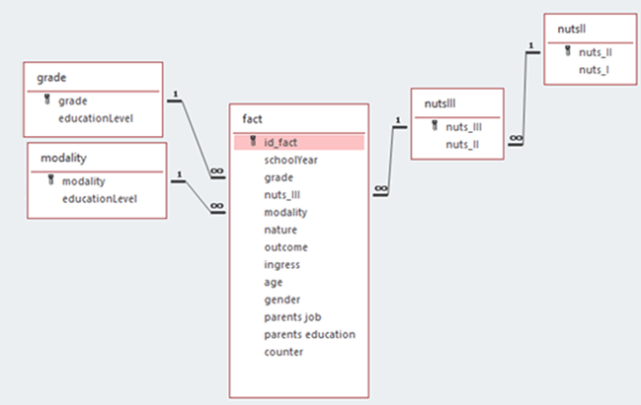 grade
grade
educationLevel
modality
modality
educationLevel
1
∞
1
∞
fact
id_fact
schoolYear
grade
nuts_III
modality
nature
outcome
ingress
age
gender
parents job
parents education
counter
1
∞
nutsIII
nuts_III
nuts_II
1
∞
nutsII
nuts_II
nuts_I